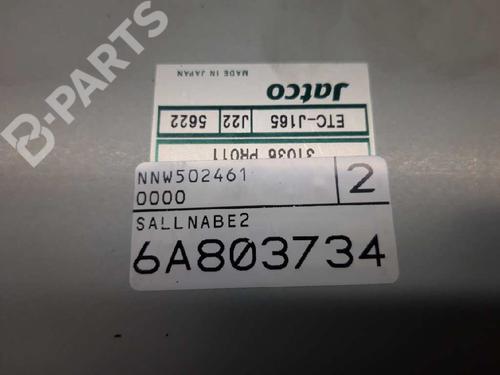 B-PARTS
Jatco
MADE IN JAPAN
ETC-J165 J22 5622
31036 PR011
NNW502461 2
0000
SALLNABE2
6A803734